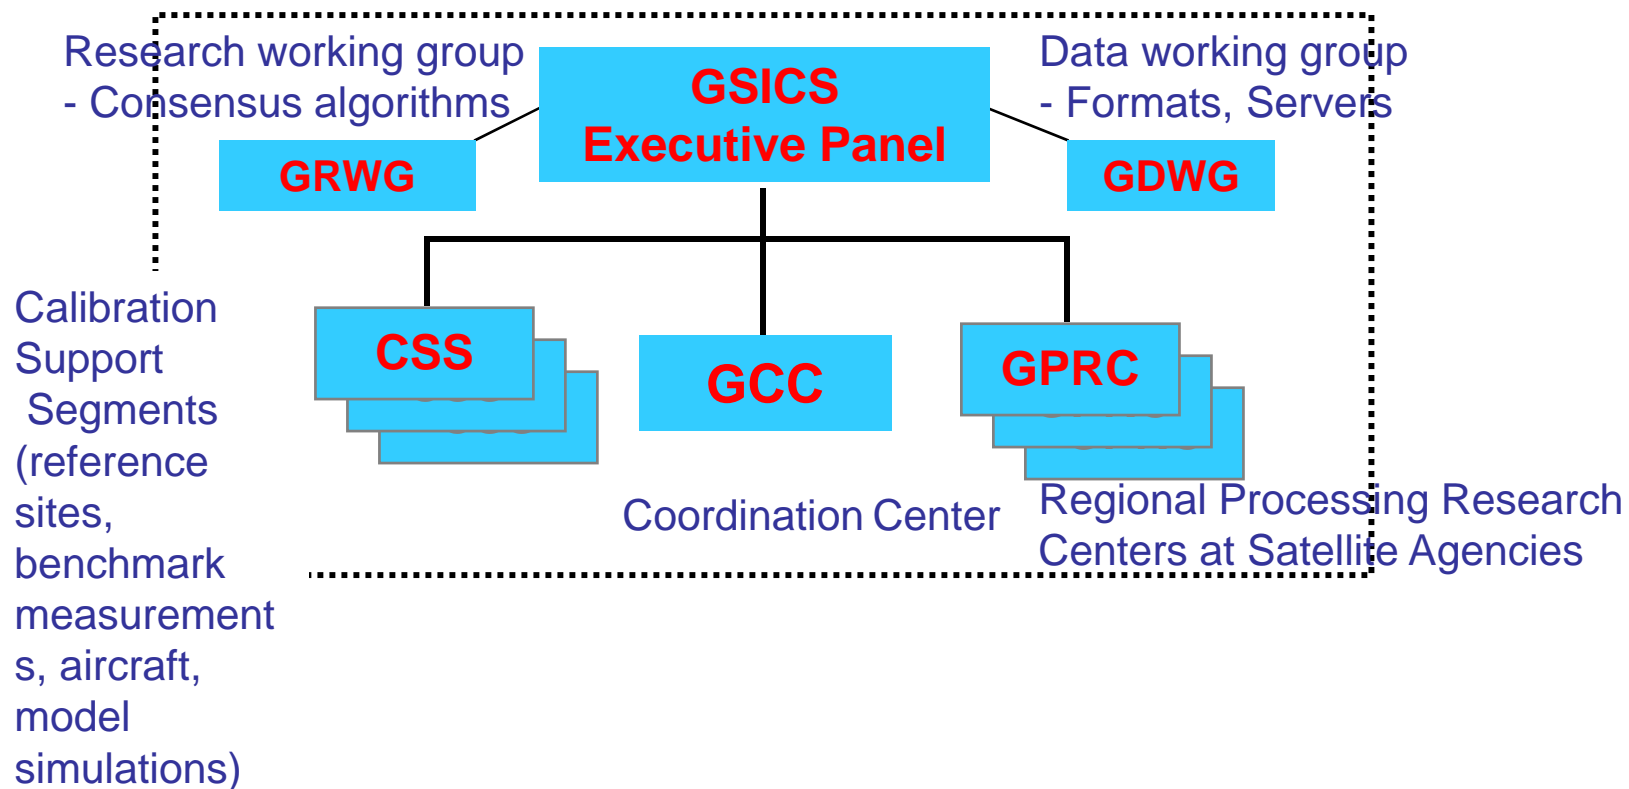 Research working group
- Consensus algorithms
GSICS
Executive Panel
Data working group
- Formats, Servers
GRWG
GDWG
Calibration
Support
Segments
(reference
sites,
benchmark
measurement
s, aircraft,
model
simulations)
CSS
GCC
GPRC
Coordination Center
Regional Processing Research
Centers at Satellite Agencies